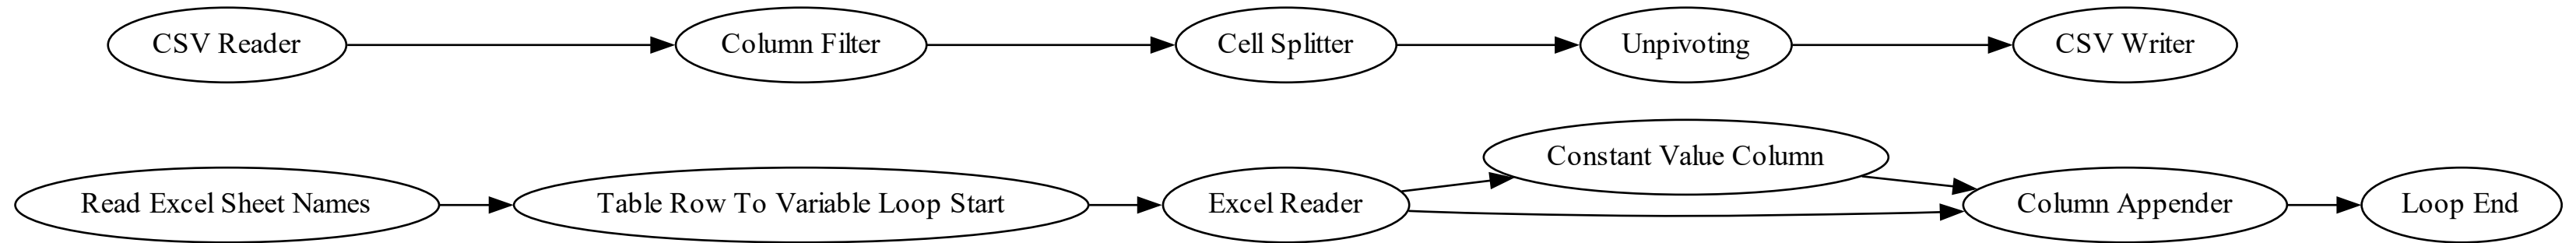 CSV Reader
Column Filter
Cell Splitter
Unpivoting
CSV Writer
Constant Value Column
Read Excel Sheet Names
Table Row To Variable Loop Start
Excel Reader
Column Appender
Loop End